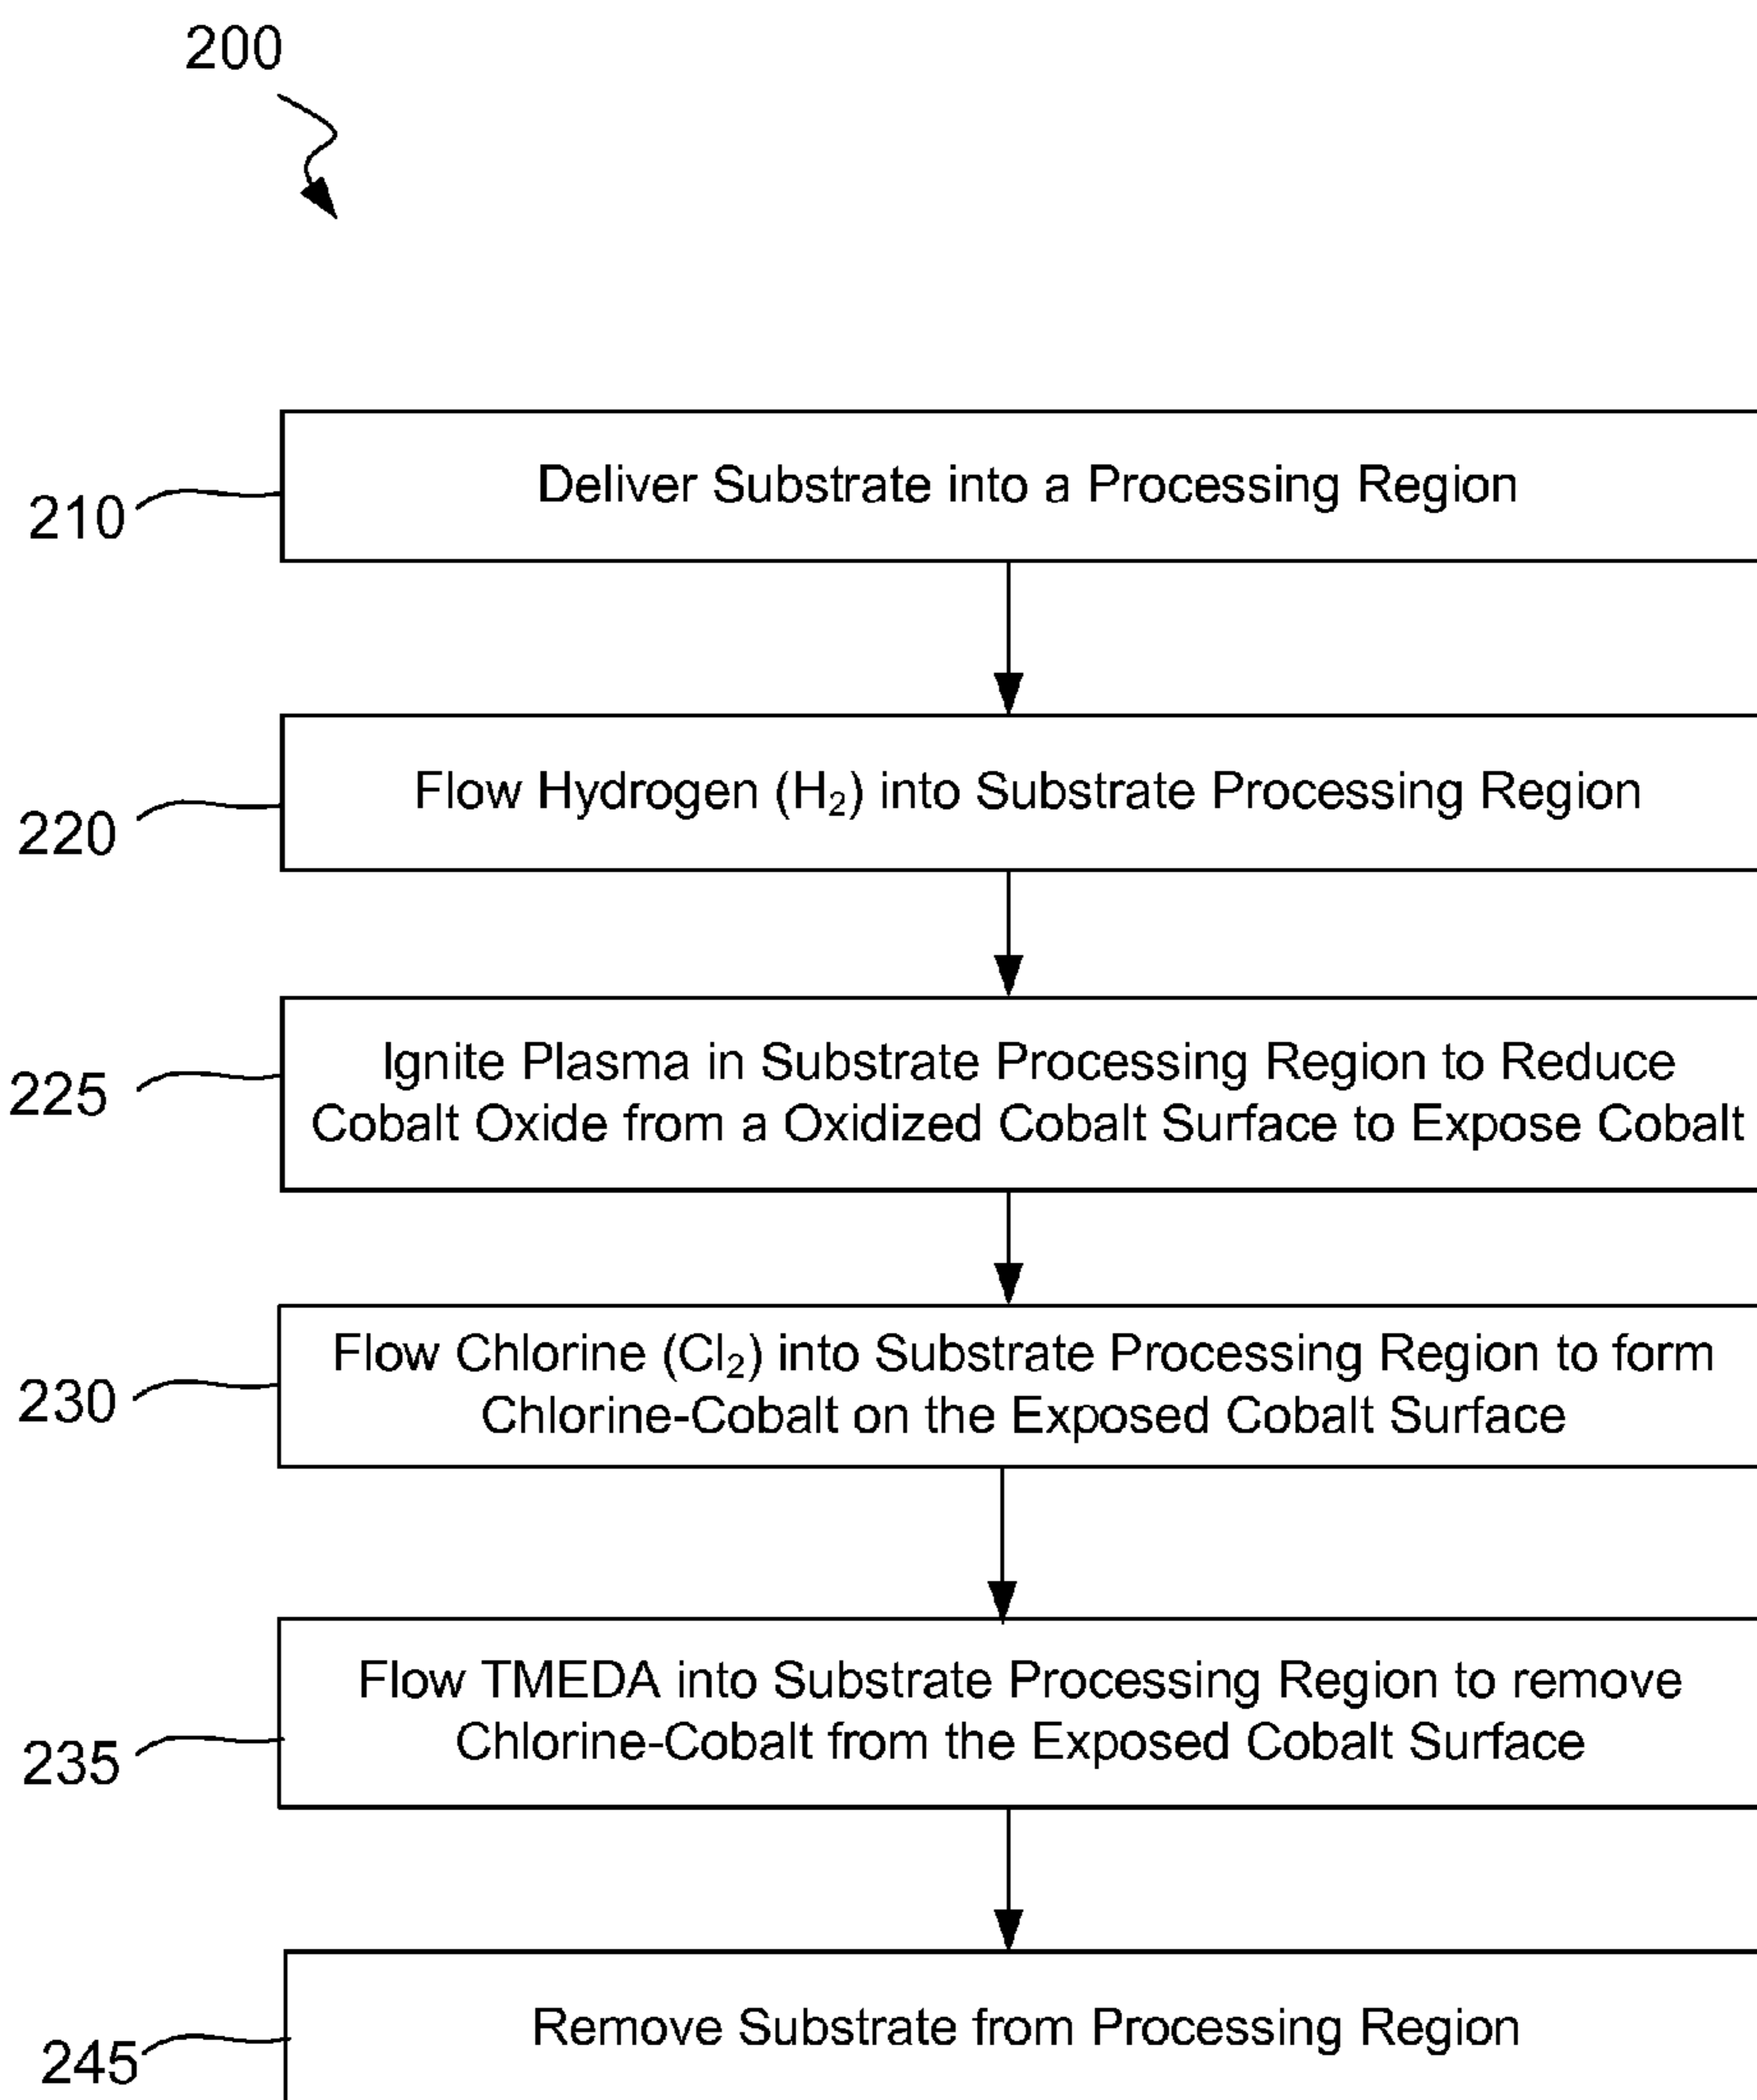 200
210
Deliver Substrate into a Processing Region
220
Flow Hydrogen (H₂) into Substrate Processing Region
225
Ignite Plasma in Substrate Processing Region to Reduce
Cobalt Oxide from a Oxidized Cobalt Surface to Expose Cobalt
230
Flow Chlorine (Cl₂) into Substrate Processing Region to form
Chlorine-Cobalt on the Exposed Cobalt Surface
235
Flow TMEDA into Substrate Processing Region to remove
Chlorine-Cobalt from the Exposed Cobalt Surface
245
Remove Substrate from Processing Region